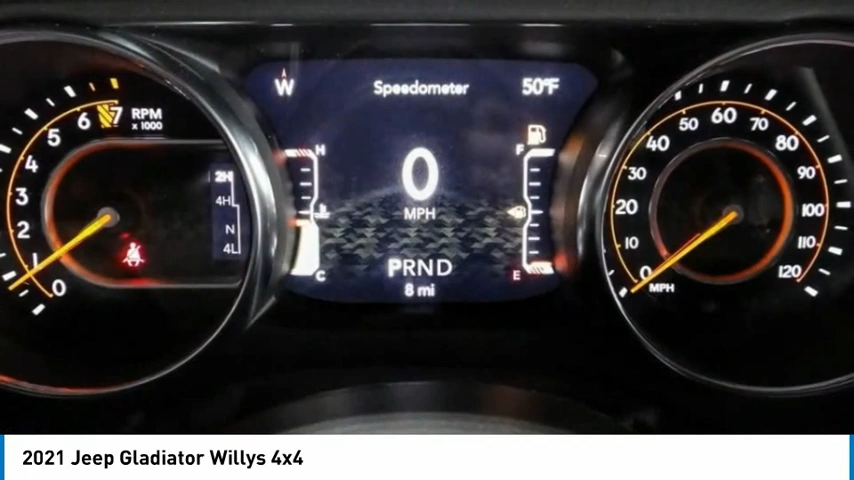 7
6
5
4
3
2
1
0
RPM
x 1000
2H
4H
N
4L
W
Speedometer
50°F
H
C
0
MPH
PRND
8 mi
F
E
0
10
20
30
40
50
60
70
80
90
100
110
120
MPH
2021 Jeep Gladiator Willys 4x4